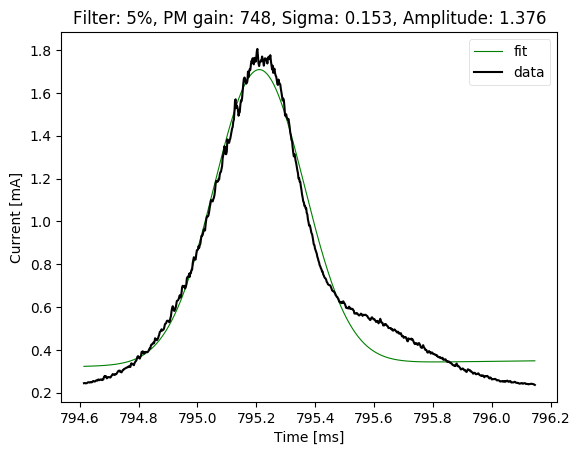 Filter: 5%, PM gain: 748, Sigma: 0.153, Amplitude: 1.376
fit
data
Current [mA]
1.8
1.6
1.4
1.2
1.0
0.8
0.6
0.4
0.2
794.6 794.8 795.0 795.2 795.4 795.6 795.8 796.0 796.2
Time [ms]